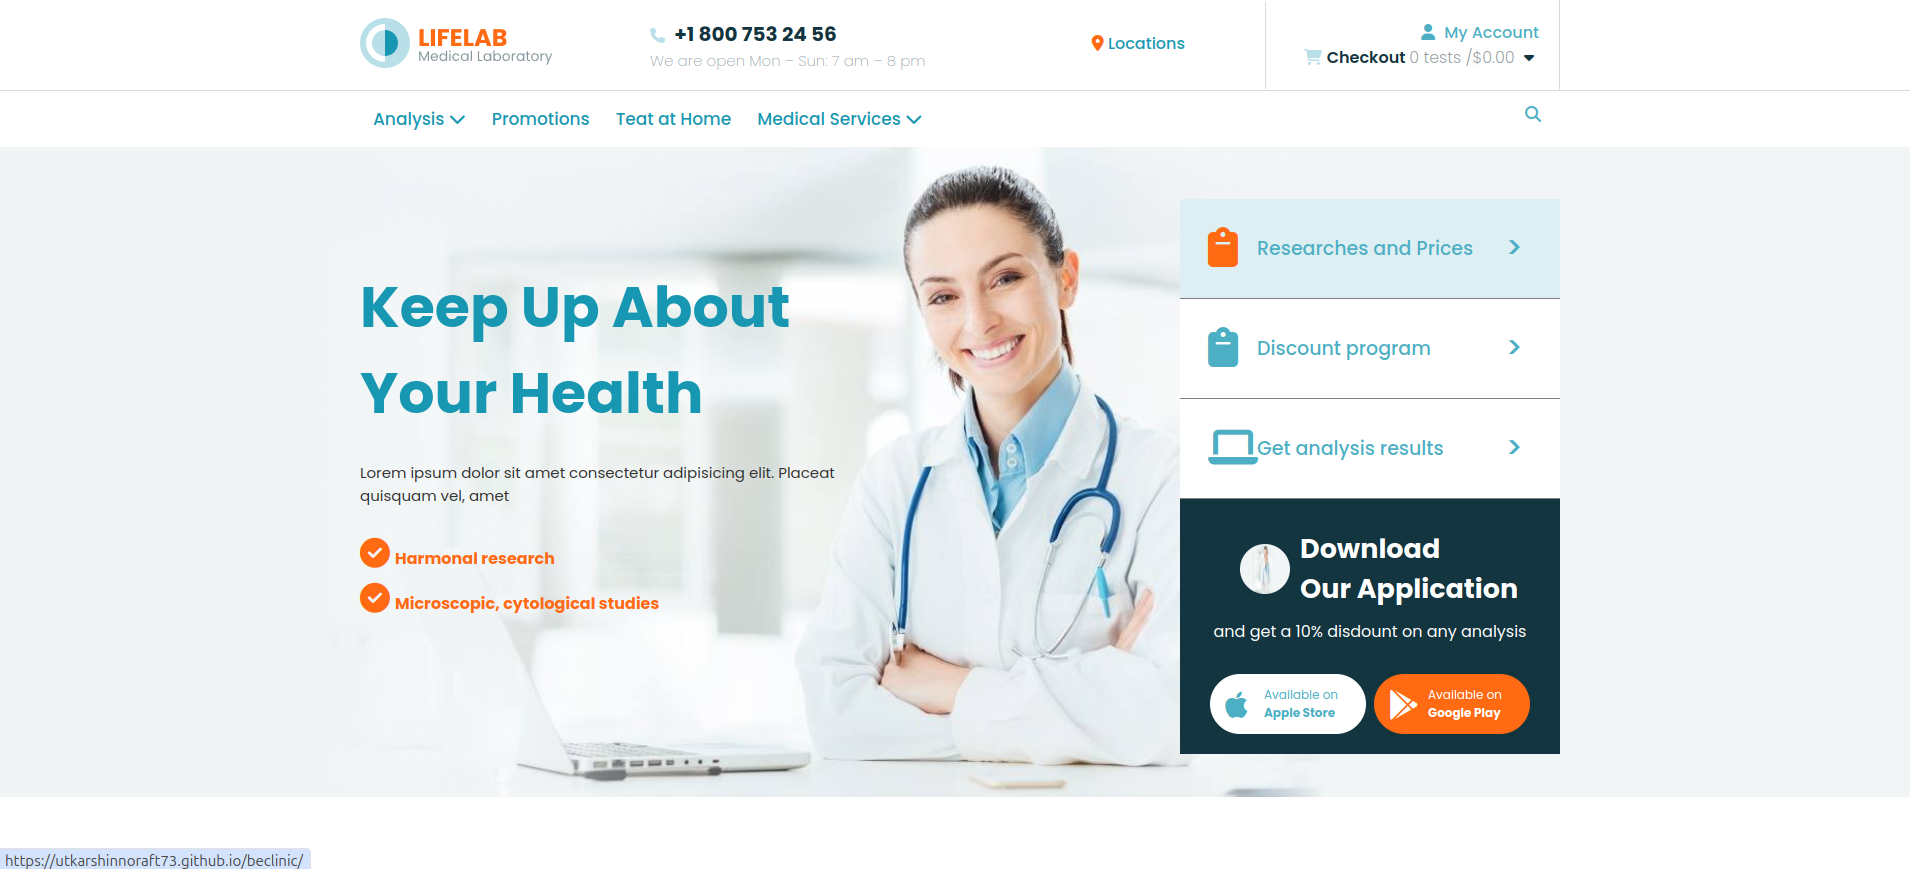 LIFELAB
Medical Laboratory
+1 800 753 24 56
We are open Mon – Sun: 7 am – 8 pm
Locations
My Account
Checkout 0 tests /$0.00
Analysis
Promotions
Teat at Home
Medical Services
Keep Up About
Your Health
Lorem ipsum dolor sit amet consectetur adipisicing elit. Placeat
quisquam vel, amet
Harmonal research
Microscopic, cytological studies
Researches and Prices
Discount program
Get analysis results
Download
Our Application
and get a 10% disdount on any analysis
Available on
Apple Store
Available on
Google Play
https://utkarshinnoraft73.github.io/beclinic/